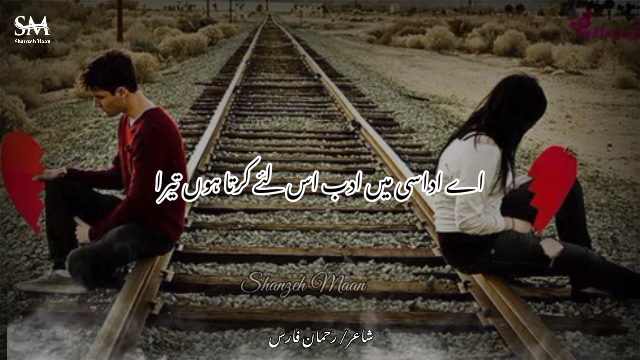 SM
Shanzeh Maan
اے اداسی میں ادب اس لئے کرتا ہوں تیرا
Shanzeh Maan
شاعر/ رحمان فارس